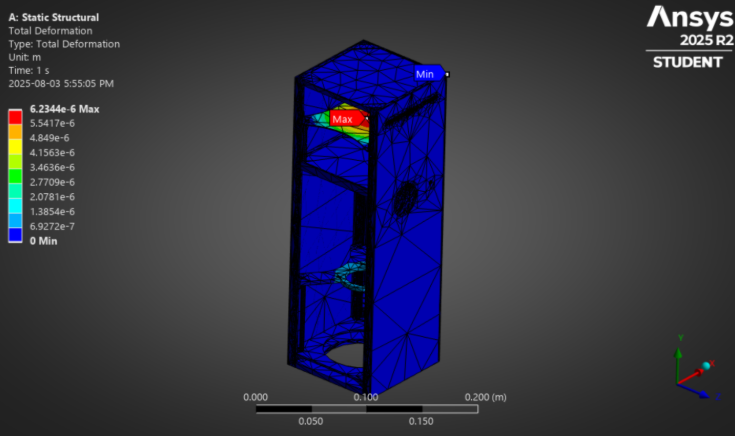 A: Static Structural
Total Deformation
Type: Total Deformation
Unit: m
Time: 1 s
2025-08-03 5:55:05 PM
6.2344e-6 Max
5.5417e-6
4.849e-6
4.1563e-6
3.4636e-6
2.7709e-6
2.0781e-6
1.3854e-6
6.9272e-7
0 Min
Ansys
2025 R2
STUDENT
Min
Max
Y
X
Z
0.000
0.100
0.200 (m)
0.050
0.150